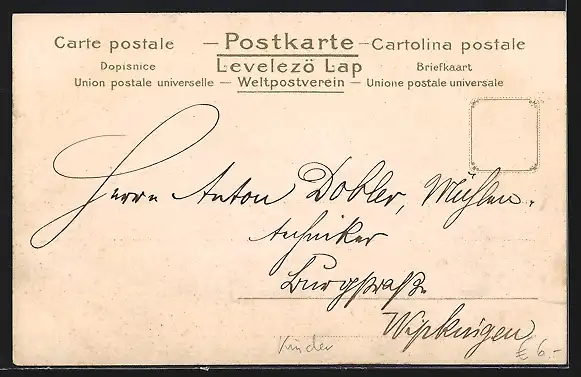 Carte postale — Postkarte — Cartolina postale
Dopisnice Levelezö Lap Briefkaart
Union postale universelle — Weltpostverein — Unione postale universale
Herrn Anton Dobler, Mühlen-
techniker
Burgstraße
Wipkingen
Kinder
€ 6.-